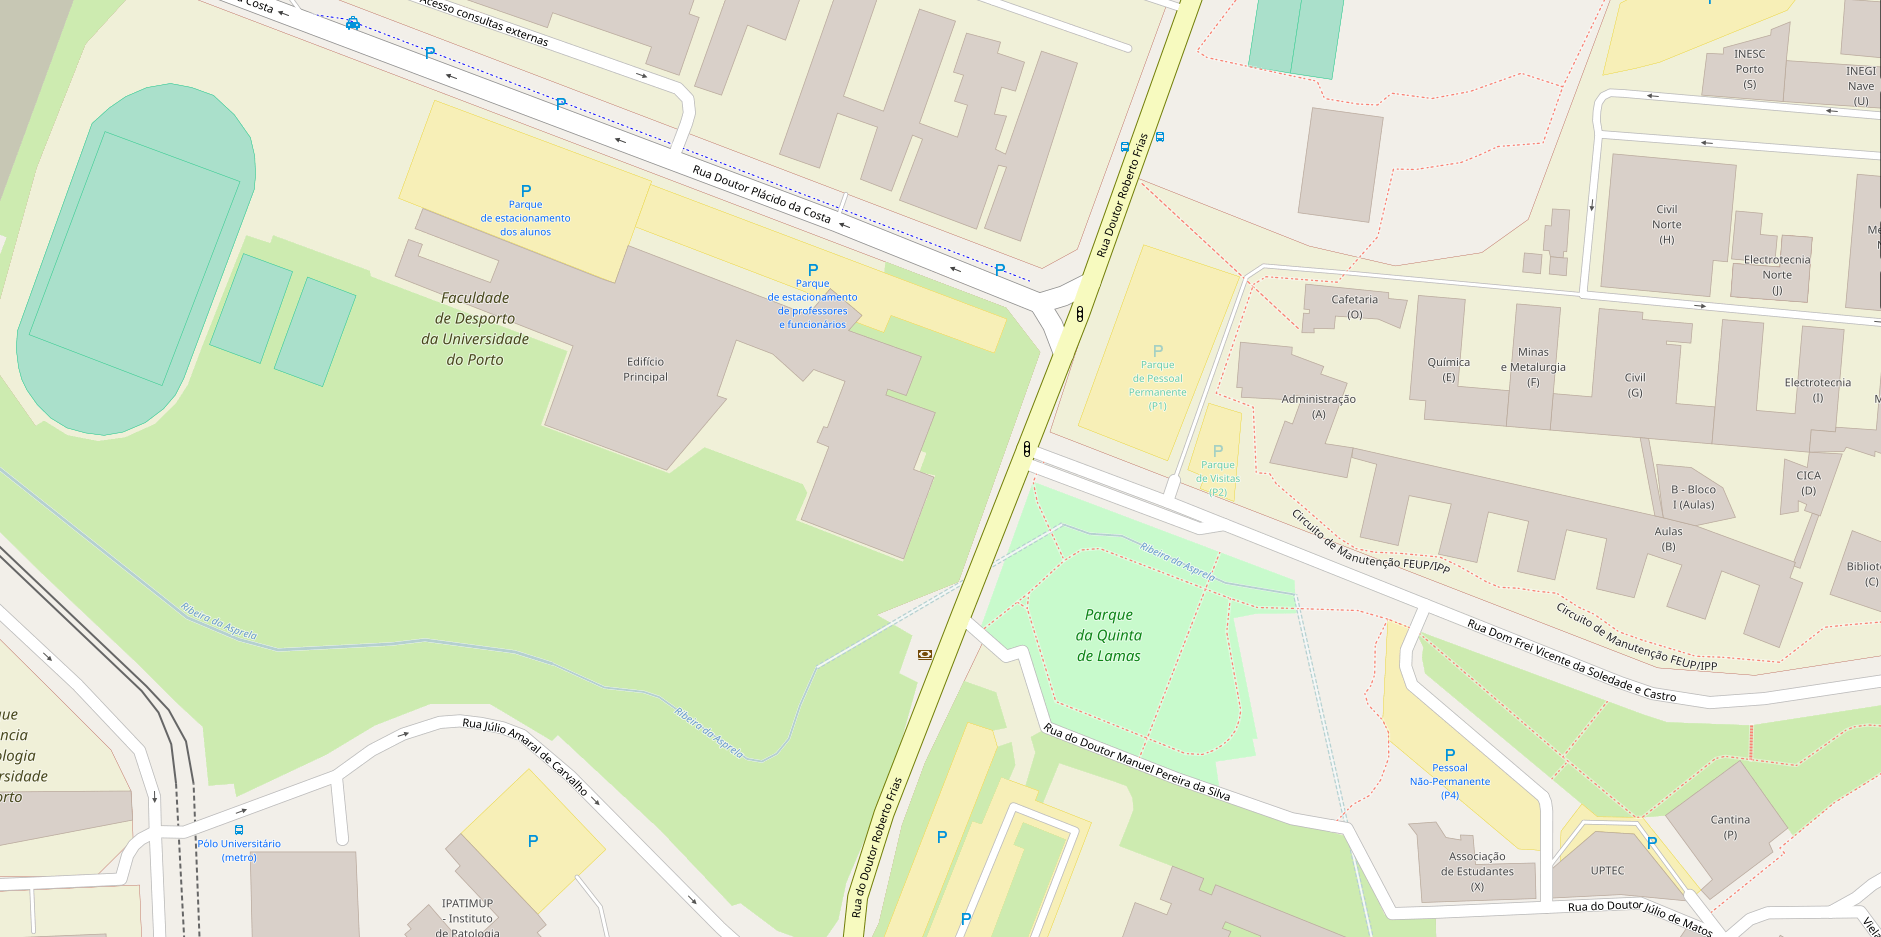 da Costa
Acesso consultas externas
P
P
P
Rua Doutor Plácido da Costa
P
Parque
de estacionamento
dos alunos
P
P
Parque
de estacionamento
de professores
e funcionários
Faculdade
de Desporto
da Universidade
do Porto
Edifício
Principal
Rua Doutor Roberto Frias
INESC
Porto
(S)
INEGI
Nave
(U)
Civil
Norte
(H)
Electrotecnia
Norte
(J)
Cafetaria
(O)
P
Parque
de Pessoal
Permanente
(P1)
Química
(E)
Minas
e Metalurgia
(F)
Civil
(G)
Electrotecnia
(I)
Administração
(A)
P
Parque
de Visitas
(P2)
B - Bloco
I (Aulas)
CICA
(D)
Aulas
(B)
(C)
Circuito de Manutenção FEUP/IPP
Circuito de Manutenção FEUP/IPP
Ribeira da Asprela
Ribeira da Asprela
Ribeira da Asprela
Parque
da Quinta
de Lamas
Rua Dom Frei Vicente da Soledade e Castro
Rua do Doutor Manuel Pereira da Silva
Rua Júlio Amaral de Carvalho
Rua do Doutor Roberto Frias
P
Pessoal
Não-Permanente
(P4)
Cantina
(P)
P
Associação
de Estudantes
(X)
UPTEC
Rua do Doutor Júlio de Matos
Viela
Pólo Universitário
(metro)
P
P
P
IPATIMUP
- Instituto
de Patologia